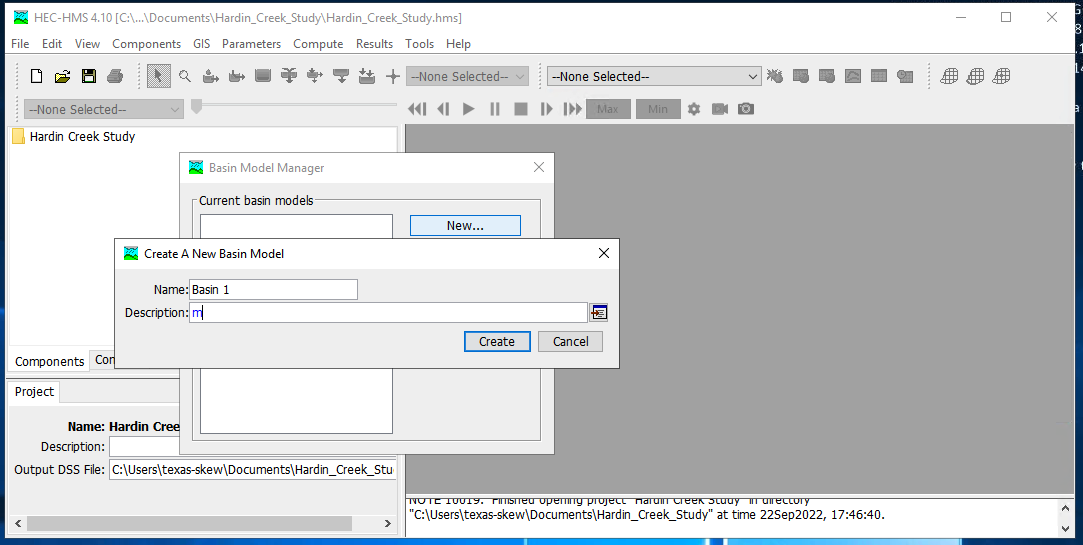 HEC-HMS 4.10 [C:\...\Documents\Hardin_Creek_Study\Hardin_Creek_Study.hms]
File Edit View Components GIS Parameters Compute Results Tools Help
--None Selected-- --None Selected--
--None Selected-- Max Min
Hardin Creek Study
Basin Model Manager
Current basin models
New...
Create A New Basin Model
Name: Basin 1
Description: m
Create Cancel
Components
Project
Name: Hardin Cree
Description:
Output DSS File: C:\Users\texas-skew\Documents\Hardin_Creek_Stu
NOTE 10019: Finished opening project "Hardin Creek Study" in directory
"C:\Users\texas-skew\Documents\Hardin_Creek_Study" at time 22Sep2022, 17:46:40.